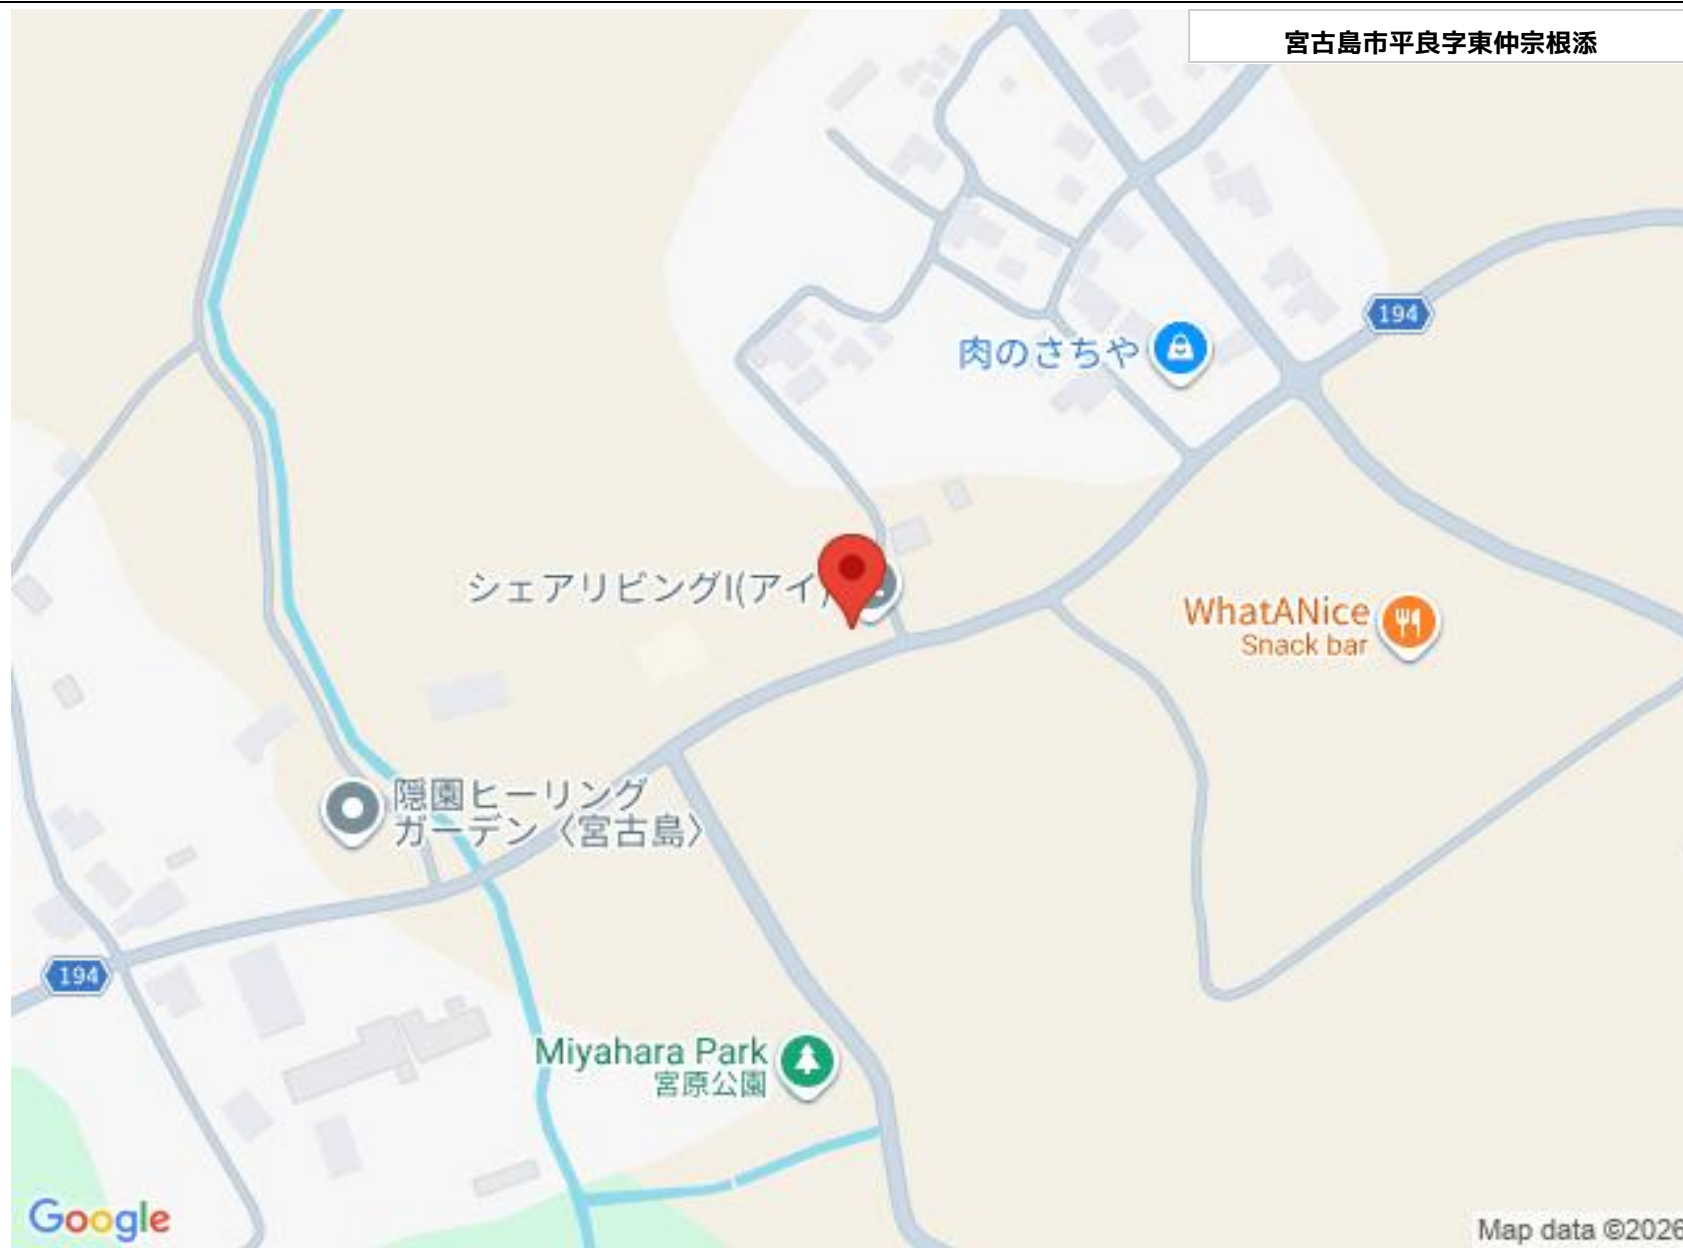 宮古島市平良字東仲宗根添
194
肉のさちや
シェアリビングI(アイ)
WhatANice
Snack bar
隠園ヒーリング
ガーデン〈宮古島〉
194
Miyahara Park
宮原公園
Google
Map data ©2026